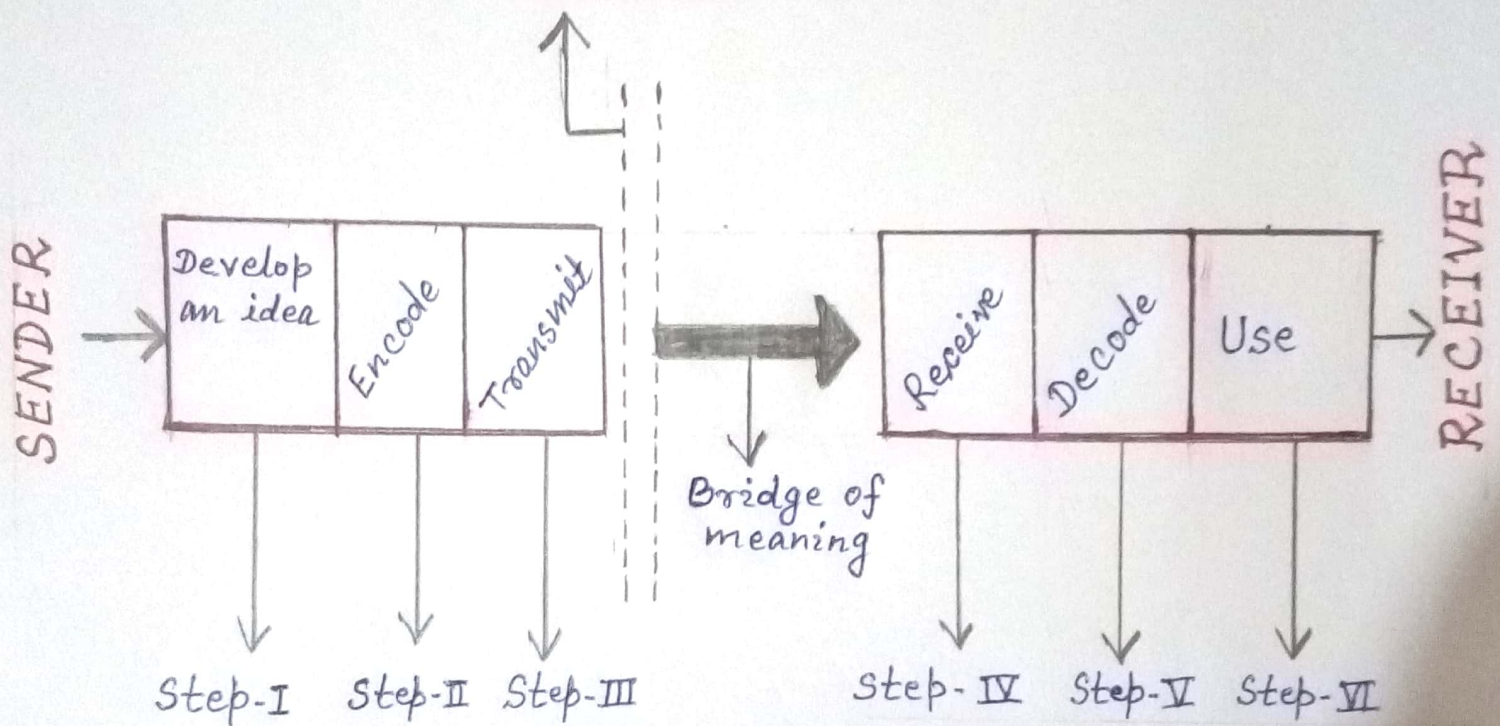 SENDER
Develop
an idea
Encode
Transmit
Bridge of
meaning
Receive
Decode
Use
RECEIVER
Step-I
Step-II
Step-III
Step-IV
Step-V
Step-VI